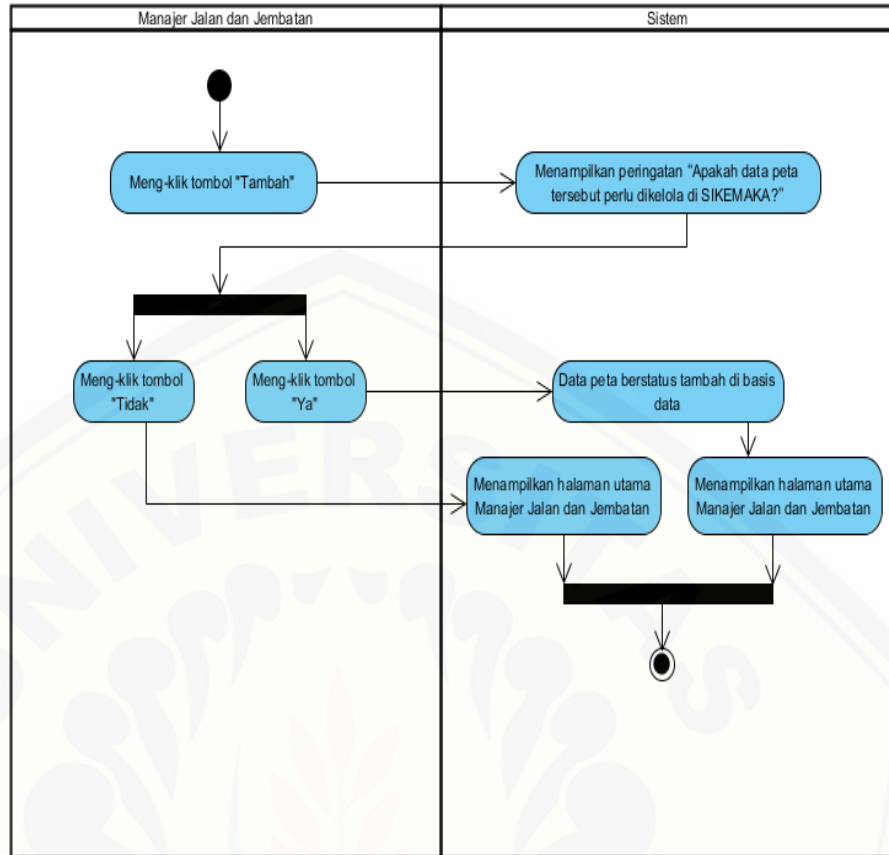 Manajer Jalan dan Jembatan
Sistem
Meng-klik tombol "Tambah"
Menampilkan peringatan "Apakah data peta
tersebut perlu dikelola di SIKEMAKA?"
Meng-klik tombol
"Tidak"
Meng-klik tombol
"Ya"
Data peta berstatus tambah di basis
data
Menampilkan halaman utama
Manajer Jalan dan Jembatan
Menampilkan halaman utama
Manajer Jalan dan Jembatan
UNIVERSITAS